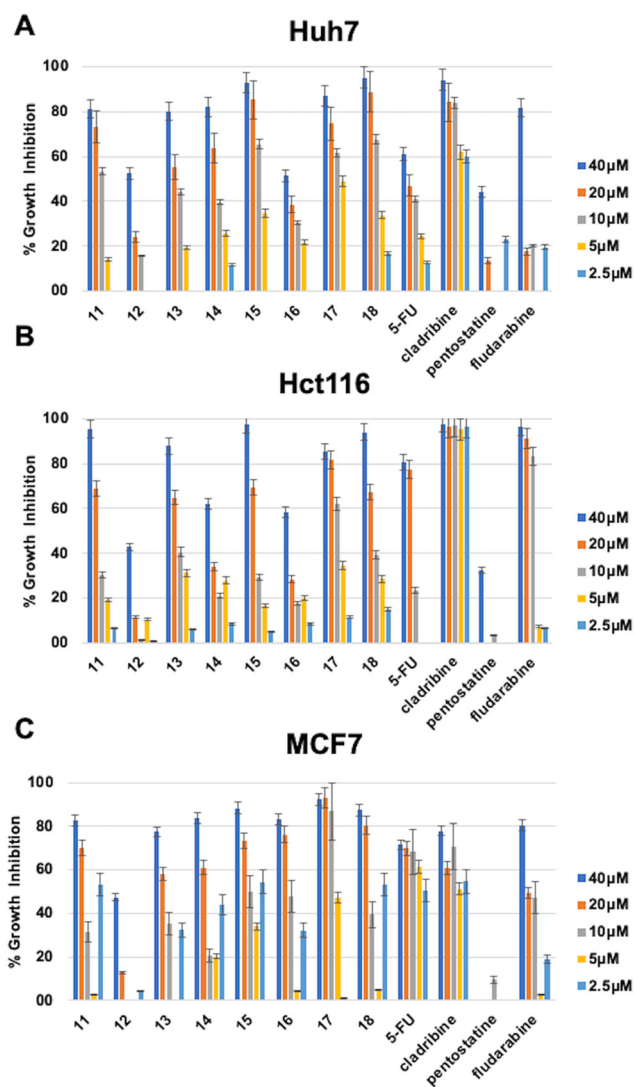 A
Huh7
% Growth Inhibition
100
80
60
40
20
00
11 12 13 14 15 16 17 18 5-FU cladribine pentostatine fludarabine
40µM
20µM
10µM
5µM
2.5µM
B
Hct116
% Growth Inhibition
100
80
60
40
20
00
11 12 13 14 15 16 17 18 5-FU cladribine pentostatine fludarabine
40µM
20µM
10µM
5µM
2.5µM
C
MCF7
% Growth Inhibition
100
80
60
40
20
00
11 12 13 14 15 16 17 18 5-FU cladribine pentostatine fludarabine
40µM
20µM
10µM
5µM
2.5µM